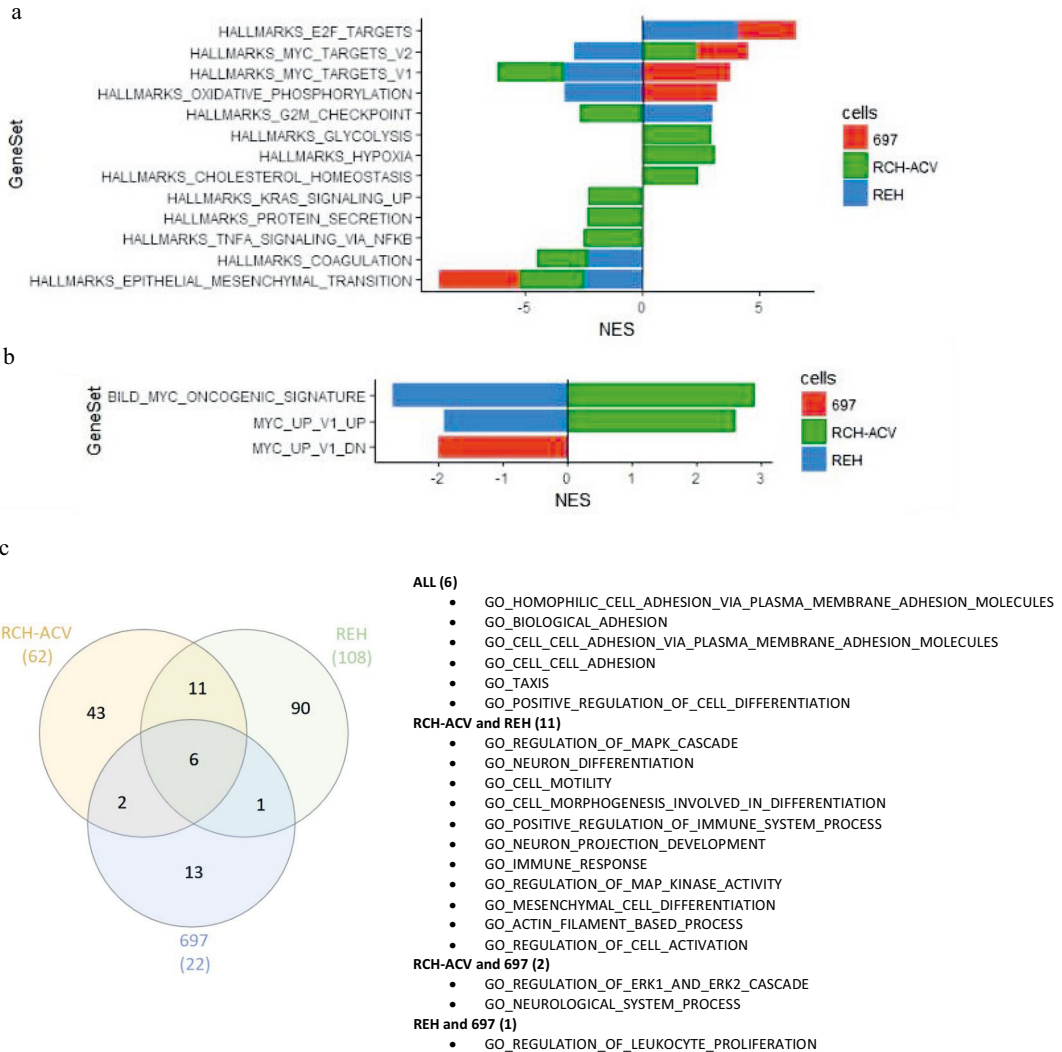 a
GeneSet
HALLMARKS_E2F_TARGETS
HALLMARKS_MYC_TARGETS_V2
HALLMARKS_MYC_TARGETS_V1
HALLMARKS_OXIDATIVE_PHOSPHORYLATION
HALLMARKS_G2M_CHECKPOINT
HALLMARKS_GLYCOLYSIS
HALLMARKS_HYPOXIA
HALLMARKS_CHOLESTEROL_HOMEOSTASIS
HALLMARKS_KRAS_SIGNALING_UP
HALLMARKS_PROTEIN_SECRETION
HALLMARKS_TNFA_SIGNALING_VIA_NFKB
HALLMARKS_COAGULATION
HALLMARKS_EPITHELIAL_MESENCHYMAL_TRANSITION
-5 0 5
NES
cells
697
RCH-ACV
REH
b
GeneSet
BILD_MYC_ONCOGENIC_SIGNATURE
MYC_UP_V1_UP
MYC_UP_V1_DN
-2 -1 0 1 2 3
NES
cells
697
RCH-ACV
REH
c
RCH-ACV
(62)
REH
(108)
43
11
90
6
2
1
13
697
(22)
ALL (6)
• GO_HOMOPHILIC_CELL_ADHESION_VIA_PLASMA_MEMBRANE_ADHESION_MOLECULES
• GO_BIOLOGICAL_ADHESION
• GO_CELL_CELL_ADHESION_VIA_PLASMA_MEMBRANE_ADHESION_MOLECULES
• GO_CELL_CELL_ADHESION
• GO_TAXIS
• GO_POSITIVE_REGULATION_OF_CELL_DIFFERENTIATION
RCH-ACV and REH (11)
• GO_REGULATION_OF_MAPK_CASCADE
• GO_NEURON_DIFFERENTIATION
• GO_CELL_MOTILITY
• GO_CELL_MORPHOGENESIS_INVOLVED_IN_DIFFERENTIATION
• GO_POSITIVE_REGULATION_OF_IMMUNE_SYSTEM_PROCESS
• GO_NEURON_PROJECTION_DEVELOPMENT
• GO_IMMUNE_RESPONSE
• GO_REGULATION_OF_MAP_KINASE_ACTIVITY
• GO_MESENCHYMAL_CELL_DIFFERENTIATION
• GO_ACTIN_FILAMENT_BASED_PROCESS
• GO_REGULATION_OF_CELL_ACTIVATION
RCH-ACV and 697 (2)
• GO_REGULATION_OF_ERK1_AND_ERK2_CASCADE
• GO_NEUROLOGICAL_SYSTEM_PROCESS
REH and 697 (1)
• GO_REGULATION_OF_LEUKOCYTE_PROLIFERATION